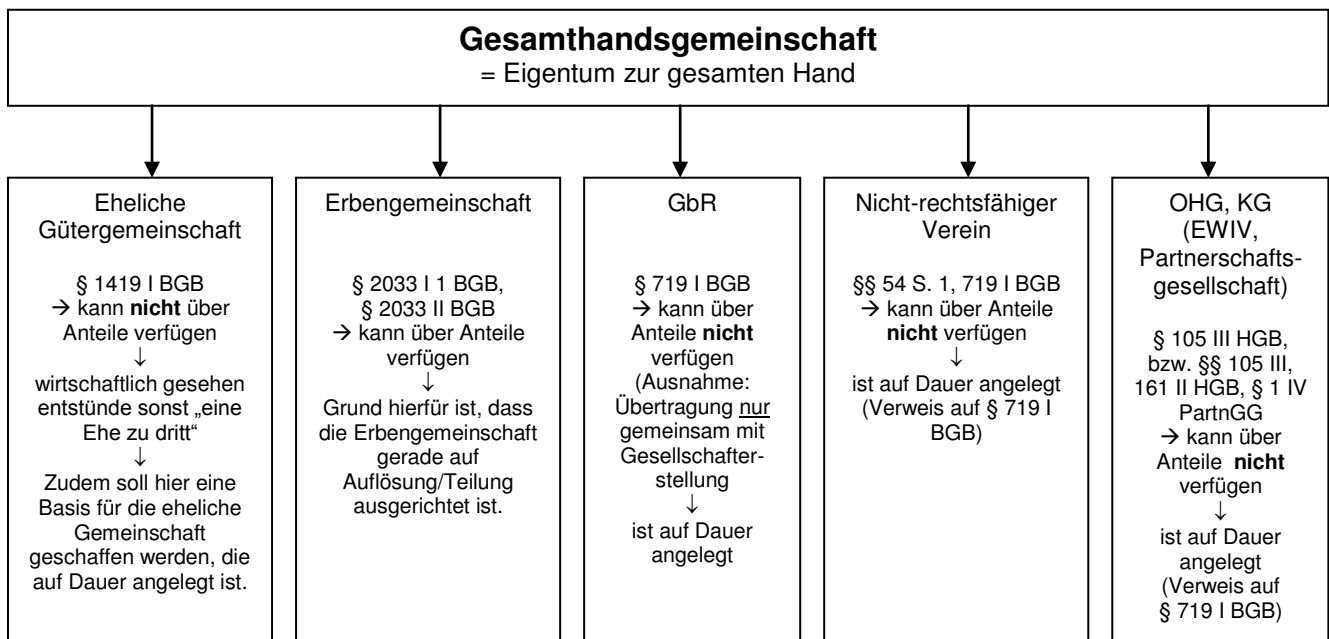 Gesamthandsgemeinschaft
= Eigentum zur gesamten Hand
Eheliche
Gütergemeinschaft
§ 1419 I BGB
→ kann nicht über
Anteile verfügen
↓
wirtschaftlich gesehen
entstünde sonst „eine
Ehe zu dritt“
↓
Zudem soll hier eine
Basis für die eheliche
Gemeinschaft
geschaffen werden, die
auf Dauer angelegt ist.
Erbengemeinschaft
§ 2033 I 1 BGB,
§ 2033 II BGB
→ kann über Anteile
verfügen
↓
Grund hierfür ist, dass
die Erbengemeinschaft
gerade auf
Auflösung/Teilung
ausgerichtet ist.
GbR
§ 719 I BGB
→ kann über
Anteile nicht
verfügen
(Ausnahme:
Übertragung nur
gemeinsam mit
Gesellschafter-
stellung
↓
ist auf Dauer
angelegt
Nicht-rechtsfähiger
Verein
§§ 54 S. 1, 719 I BGB
→ kann über Anteile
nicht verfügen
↓
ist auf Dauer angelegt
(Verweis auf § 719 I
BGB)
OHG, KG
(EWIV,
Partnerschafts-
gesellschaft)
§ 105 III HGB,
bzw. §§ 105 III,
161 II HGB, § 1 IV
PartnGG
→ kann über
Anteile nicht
verfügen
↓
ist auf Dauer
angelegt
(Verweis auf
§ 719 I BGB)